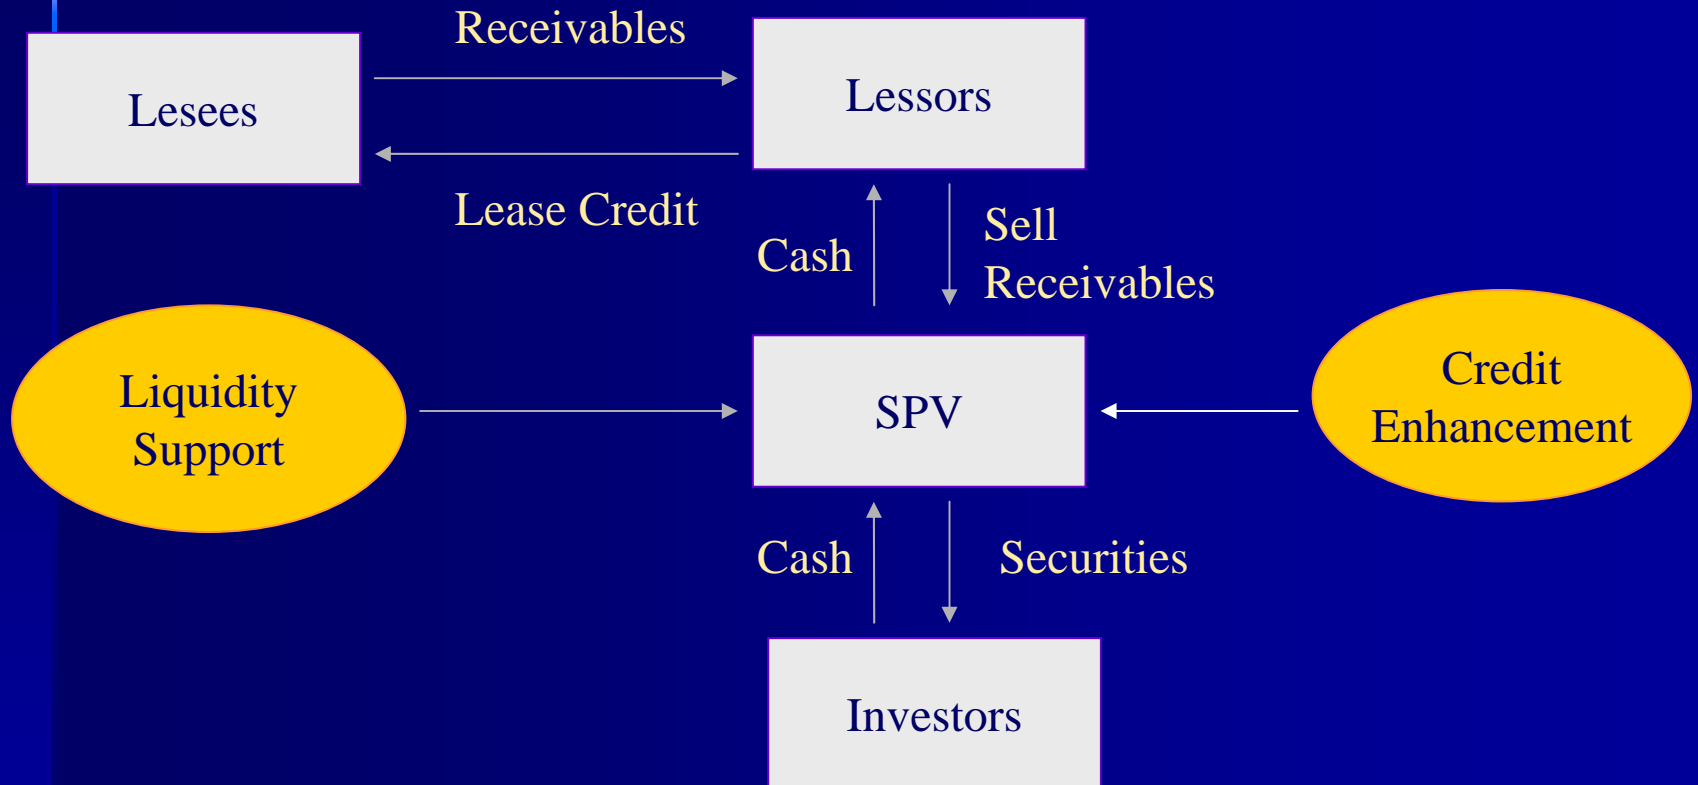 Receivables
Lesees
Lessors
Lease Credit
Cash
Sell
Receivables
Liquidity
Support
SPV
Credit
Enhancement
Cash
Securities
Investors